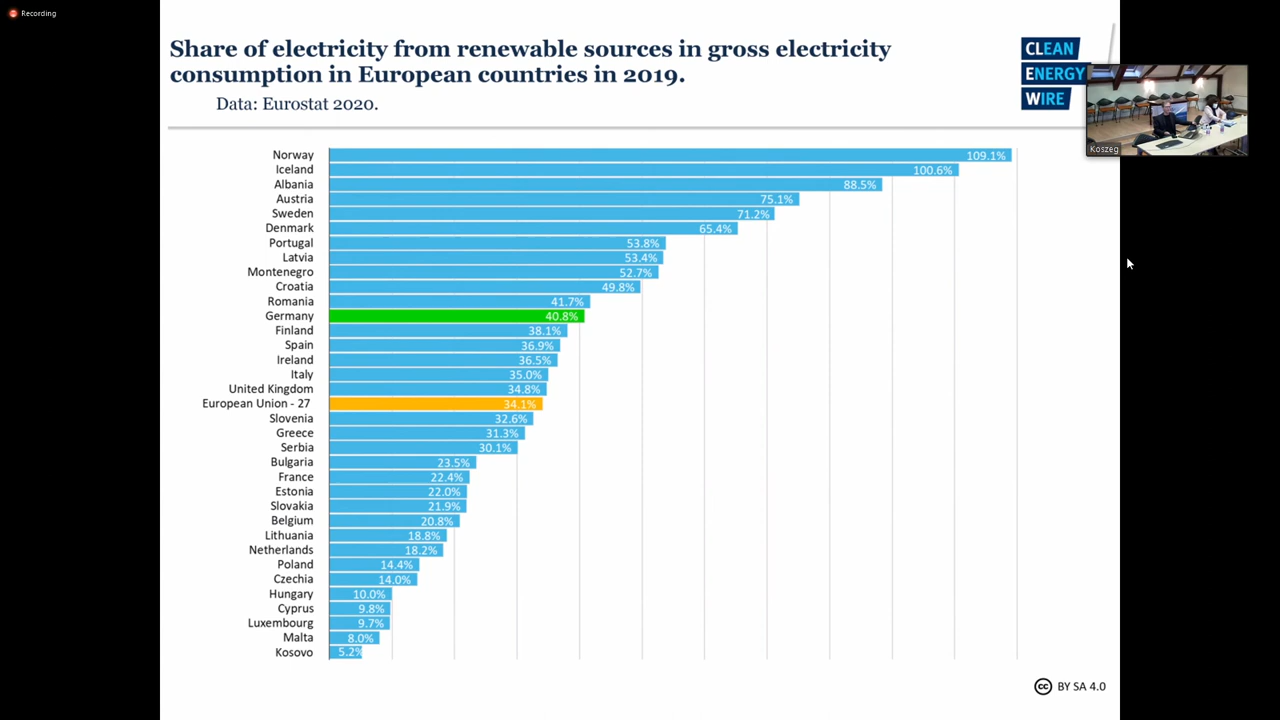 Recording
Share of electricity from renewable sources in gross electricity
consumption in European countries in 2019.
Data: Eurostat 2020.
CLEAN
ENERGY
WIRE
Koszeg
Norway 109.1%
Iceland 100.6%
Albania 88.5%
Austria 75.1%
Sweden 71.2%
Denmark 65.4%
Portugal 53.8%
Latvia 53.4%
Montenegro 52.7%
Croatia 49.8%
Romania 41.7%
Germany 40.8%
Finland 38.1%
Spain 36.9%
Ireland 36.5%
Italy 35.0%
United Kingdom 34.8%
European Union - 27 34.1%
Slovenia 32.6%
Greece 31.3%
Serbia 30.1%
Bulgaria 23.5%
France 22.4%
Estonia 22.0%
Slovakia 21.9%
Belgium 20.8%
Lithuania 18.8%
Netherlands 18.2%
Poland 14.4%
Czechia 14.0%
Hungary 10.0%
Cyprus 9.8%
Luxembourg 9.7%
Malta 8.0%
Kosovo 5.2%
cc BY SA 4.0